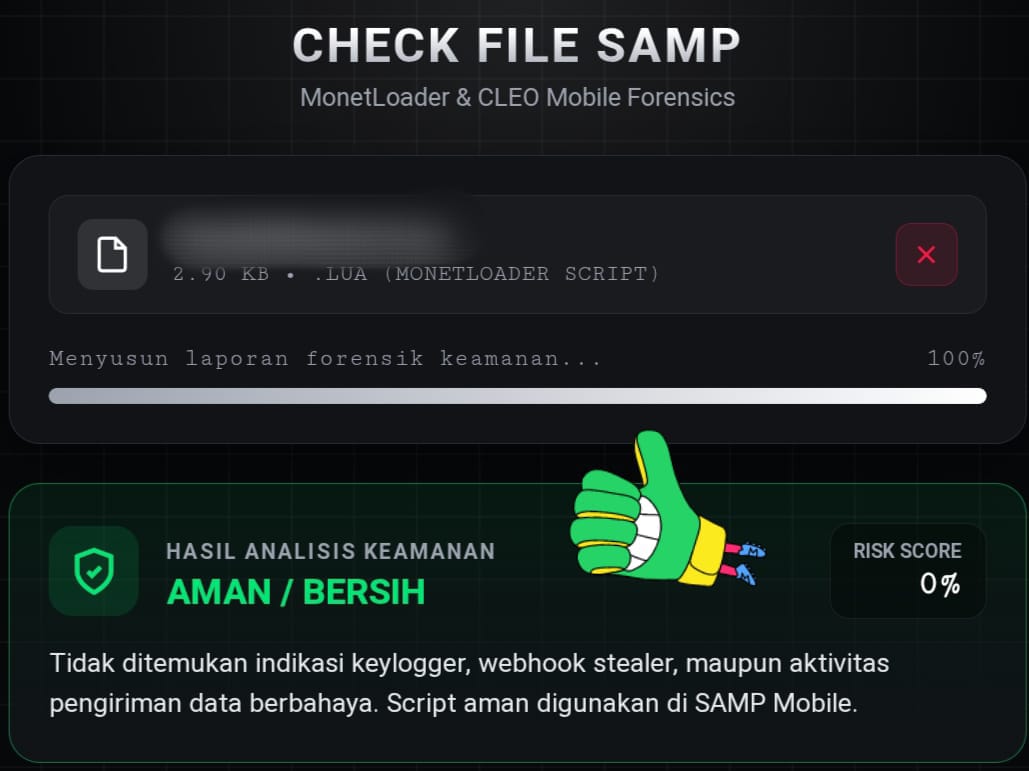 CHECK FILE SAMP
MonetLoader & CLEO Mobile Forensics
2.90 KB • .LUA (MONETLOADER SCRIPT)
Menyusun laporan forensik keamanan... 100%
HASIL ANALISIS KEAMANAN
AMAN / BERSIH
RISK SCORE
0%
Tidak ditemukan indikasi keylogger, webhook stealer, maupun aktivitas
pengiriman data berbahaya. Script aman digunakan di SAMP Mobile.